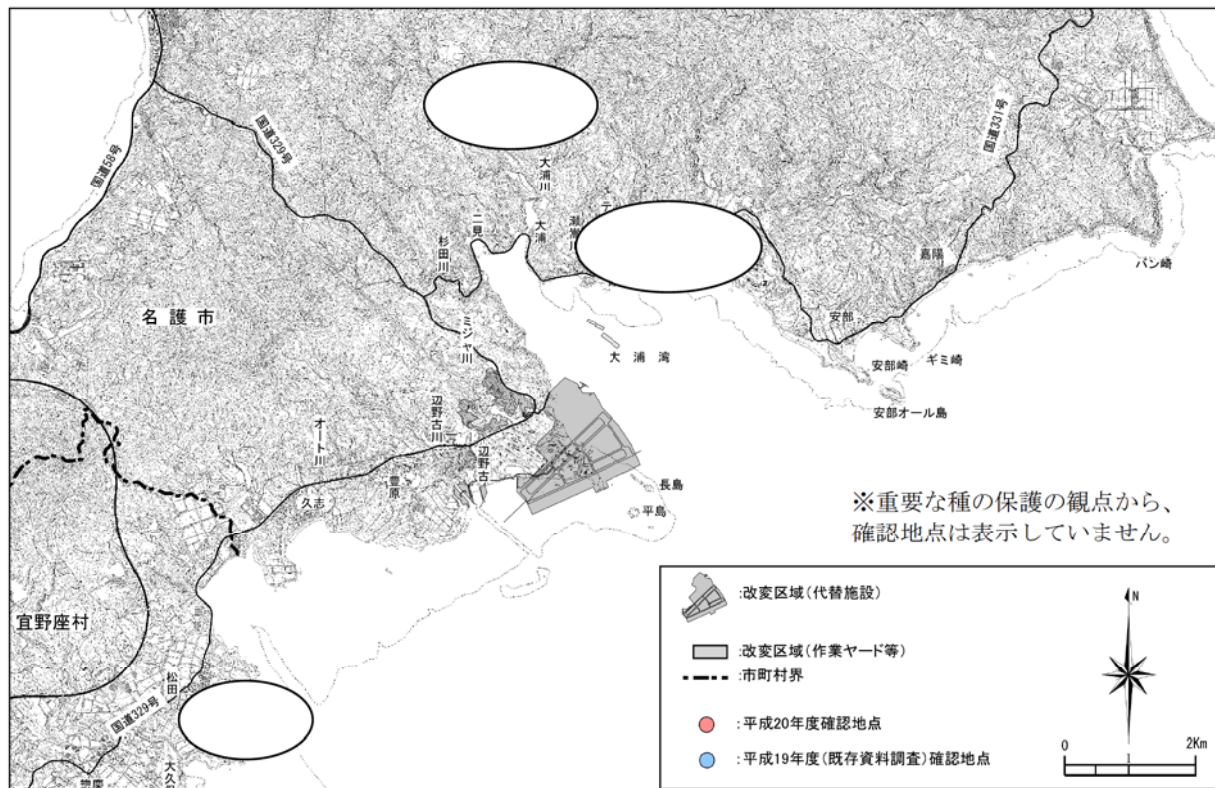 国道58号
国道329号
国道331号
大浦川
二見
大浦
杉田川
ミジャ川
嘉陽
バン崎
名護市
安部
大浦湾
安部崎
ギミ崎
安部オール島
辺野古川
オート川
辺野古
豊原
久志
長島
平島
※重要な種の保護の観点から、
確認地点は表示していません。
宜野座村
松田
国道329号
:改変区域(代替施設)
:改変区域(作業ヤード等)
:市町村界
:平成20年度確認地点
:平成19年度(既存資料調査)確認地点
N
0 1 2Km